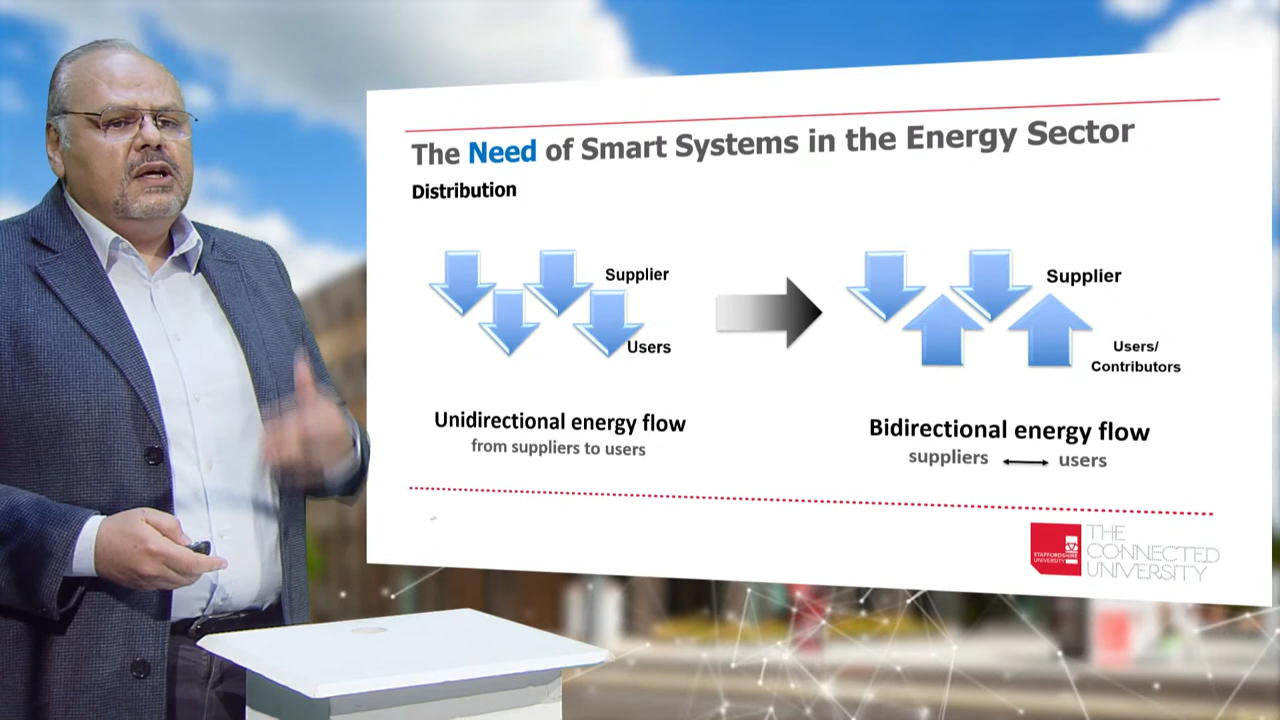 The Need of Smart Systems in the Energy Sector
Distribution
Supplier
Users
Supplier
Users/
Contributors
Unidirectional energy flow
from suppliers to users
Bidirectional energy flow
suppliers users
STAFFORDSHIRE
UNIVERSITY
THE
CONNECTED
UNIVERSITY